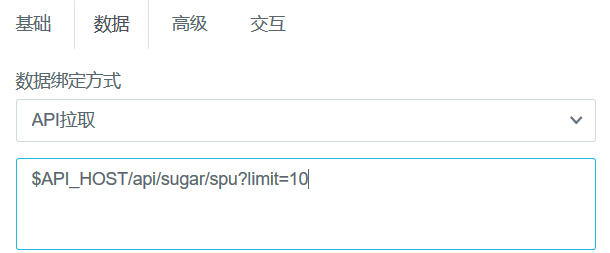 基础 数据 高级 交互
数据绑定方式
API拉取
$API_HOST/api/sugar/spu?limit=10